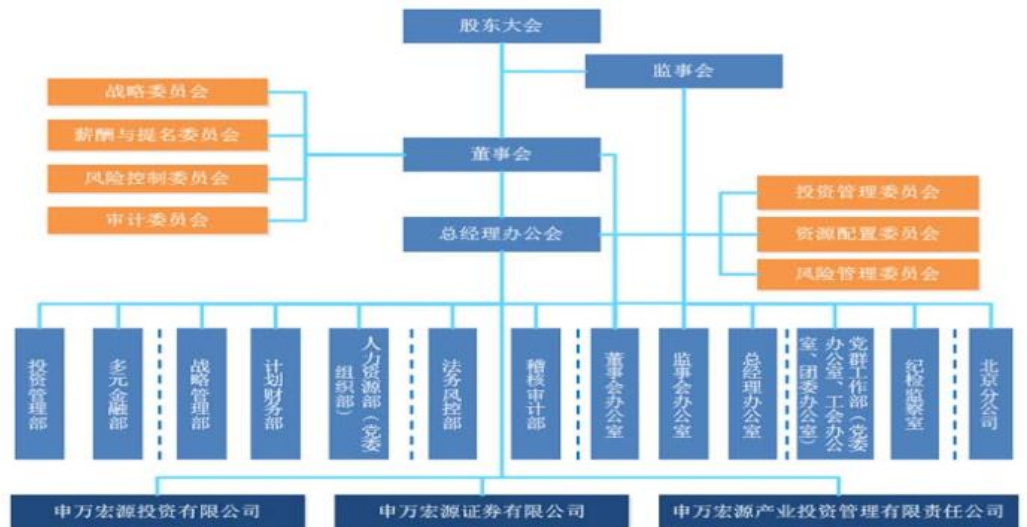 股东大会
监事会
战略委员会
薪酬与提名委员会
董事会
风险控制委员会
投资管理委员会
审计委员会
总经理办公会
资源配置委员会
风险管理委员会
投资管理部
多元金融部
战略管理部
计划财务部
人力资源部（党委
组织部）
法务风控部
稽核审计部
董事会办公室
监事会办公室
总经理办公室
党群工作部（党委
办公室、工会办公
室、团委办公室）
纪检监察室
北京分公司
申万宏源投资有限公司
申万宏源证券有限公司
申万宏源产业投资管理有限责任公司